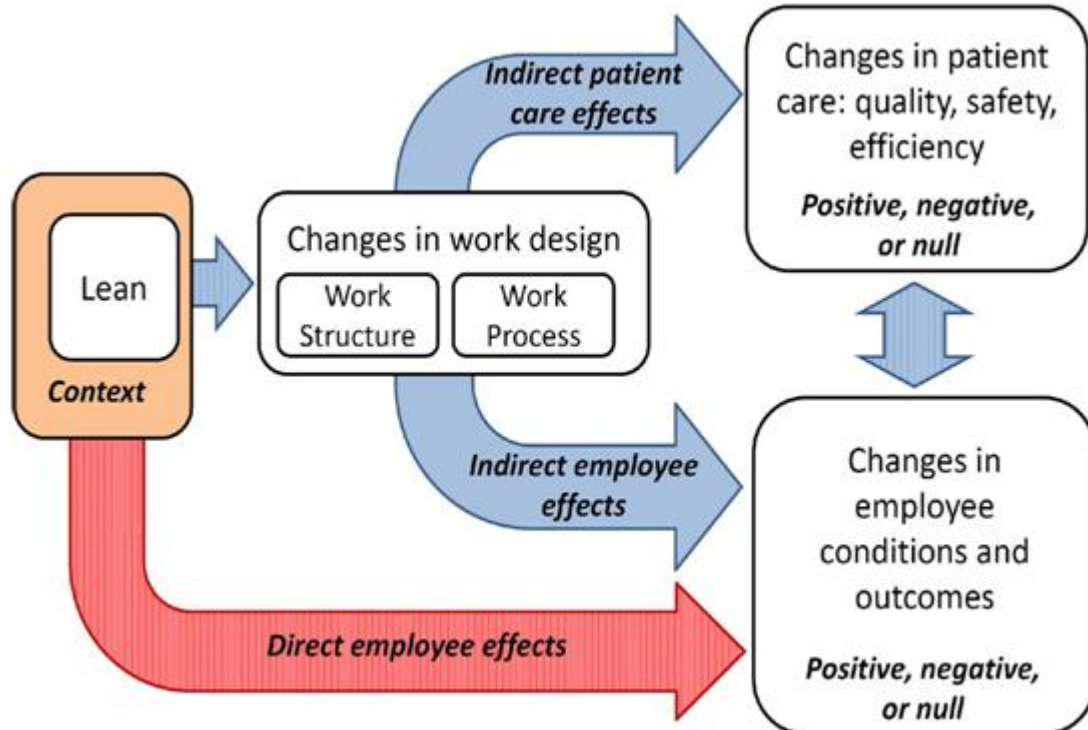 Indirect patient
care effects
Changes in patient
care: quality, safety,
efficiency
Positive, negative,
or null
Lean
Context
Changes in work design
Work
Structure
Work
Process
Indirect employee
effects
Direct employee effects
Changes in
employee
conditions and
outcomes
Positive, negative,
or null